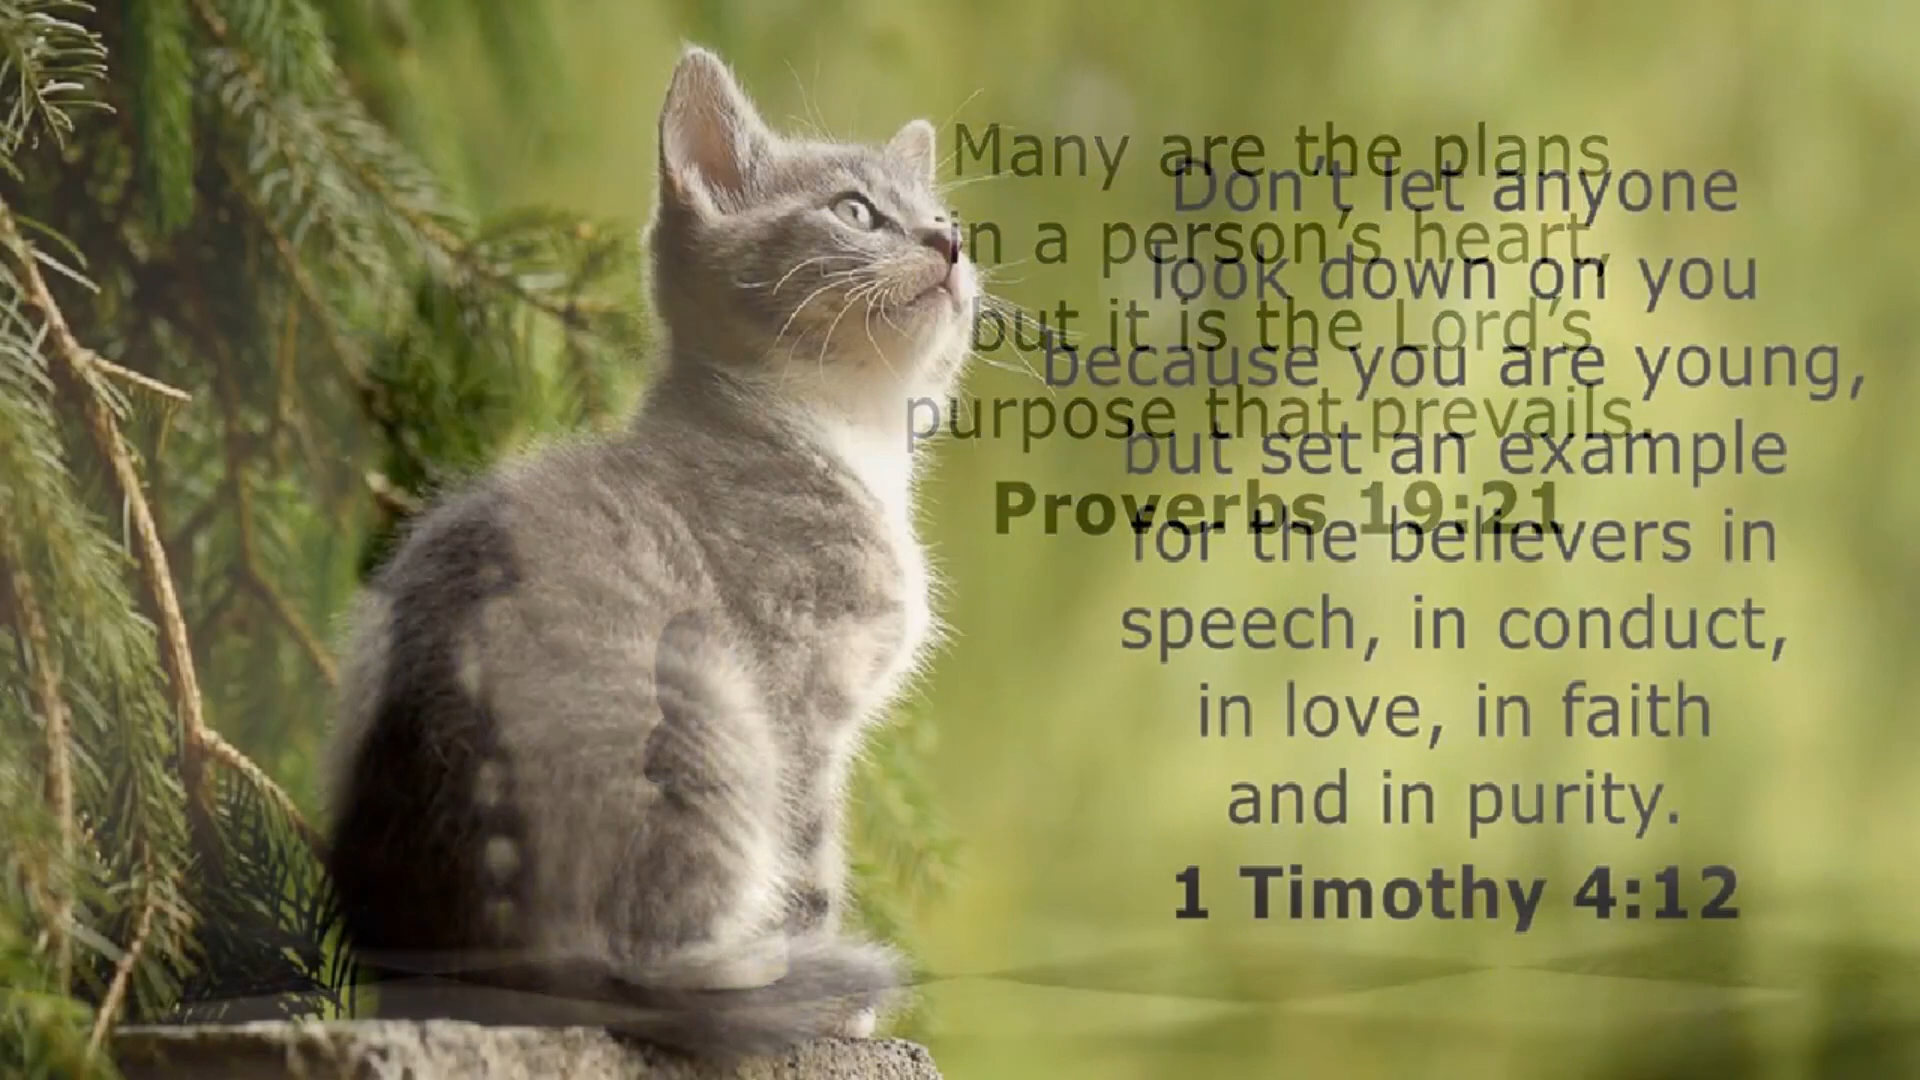 Many are the plans
in a person's heart,
but it is the Lord's
purpose that prevails.
Proverbs 19:21
Don't let anyone
look down on you
because you are young,
but set an example
for the believers in
speech, in conduct,
in love, in faith
and in purity.
1 Timothy 4:12